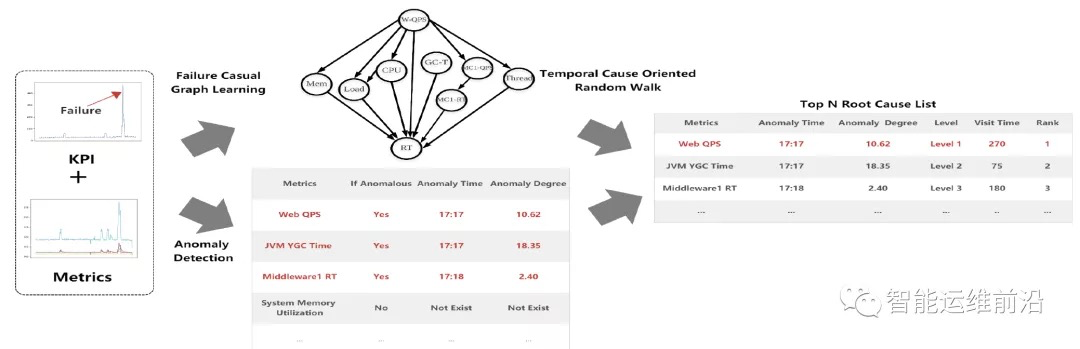 Failure
KPI
+
Metrics
Failure Casual
Graph Learning
Anomaly
Detection
W-QPS
Mem
Load
CPU
GC-T
MC1-QPS
MC1-RT
Thread
RT
Metrics If Anomalous Anomaly Time Anomaly Degree
Web QPS Yes 17:17 10.62
JVM YGC Time Yes 17:17 18.35
Middleware1 RT Yes 17:18 2.40
System Memory
Utilization No Not Exist Not Exist
... ... ... ...
Temporal Cause Oriented
Random Walk
Top N Root Cause List
Metrics Anomaly Time Anomaly Degree Level Visit Time Rank
Web QPS 17:17 10.62 Level 1 270 1
JVM YGC Time 17:17 18.35 Level 2 75 2
Middleware1 RT 17:18 2.40 Level 3 180 3
... ... ... ... .. ...
智能运维前沿